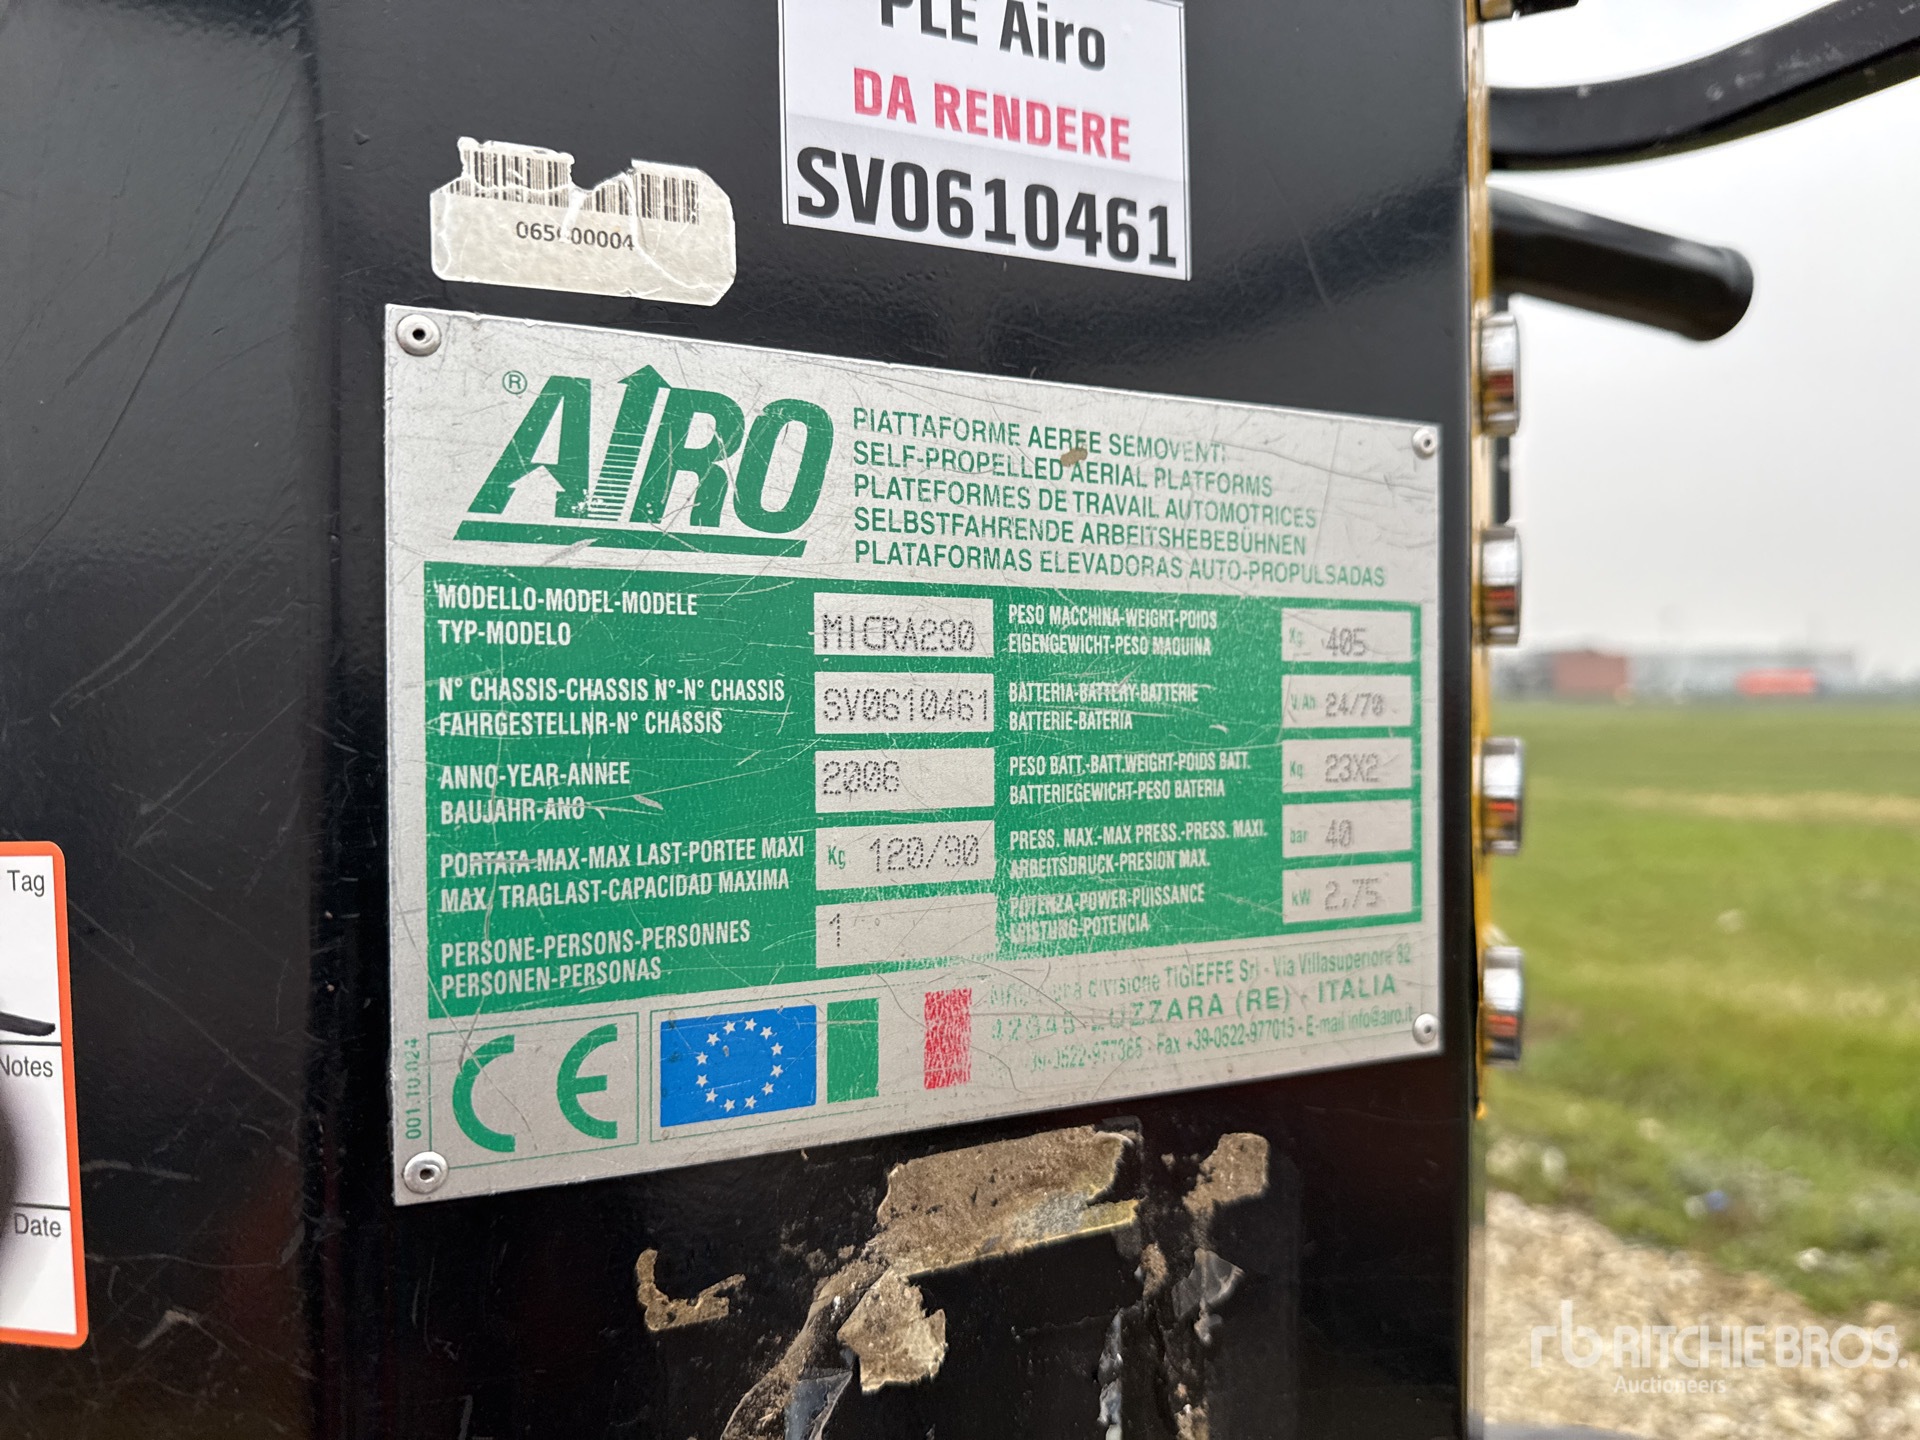 PLE Airo
DA RENDERE
SV0610461
00004
® AIRO
PIATTAFORME AEREE SEMOVENTI
SELF-PROPELLED AERIAL PLATFORMS
PLATEFORMES DE TRAVAIL AUTOMOTRICES
SELBSTFAHRENDE ARBEITSHEBEBÜHNEN
PLATAFORMAS ELEVADORAS AUTO-PROPULSADAS
MODELLO-MODEL-MODELE
TYP-MODELO
MICRA290
N° CHASSIS-CHASSIS N°-N° CHASSIS
FAHRGESTELLNR-N° CHASSIS
SV0610461
ANNO-YEAR-ANNEE
BAUJAHR-ANO
2006
PORTATA MAX-MAX LAST-PORTEE MAXI
MAX. TRAGLAST-CAPACIDAD MAXIMA
Kg 120/90
PERSONE-PERSONS-PERSONNES
PERSONEN-PERSONAS
1
PESO MACCHINA-WEIGHT-POIDS
EIGENGEWICHT-PESO MAQUINA
Kg 405
BATTERIA-BATTERY-BATTERIE
BATTERIE-BATERIA
V/Ah 24/70
PESO BATT.-BATT.WEIGHT-POIDS BATT.
BATTERIEGEWICHT-PESO BATERIA
Kg 23X2
PRESS. MAX.-MAX PRESS.-PRESS. MAXI.
ARBEITSDRUCK-PRESION MAX.
bar 40
POTENZA-POWER-PUISSANCE
LEISTUNG-POTENCIA
kW 2,75
001.10.024
CE
una divisione TIGIEFFE Srl - Via Villasuperiore 82
LUZZARA (RE) - ITALIA
Fax +39-0522-977015 - E-mail info@airo.it
Tag
Notes
Date
rb RITCHIE BROS.
Auctioneers